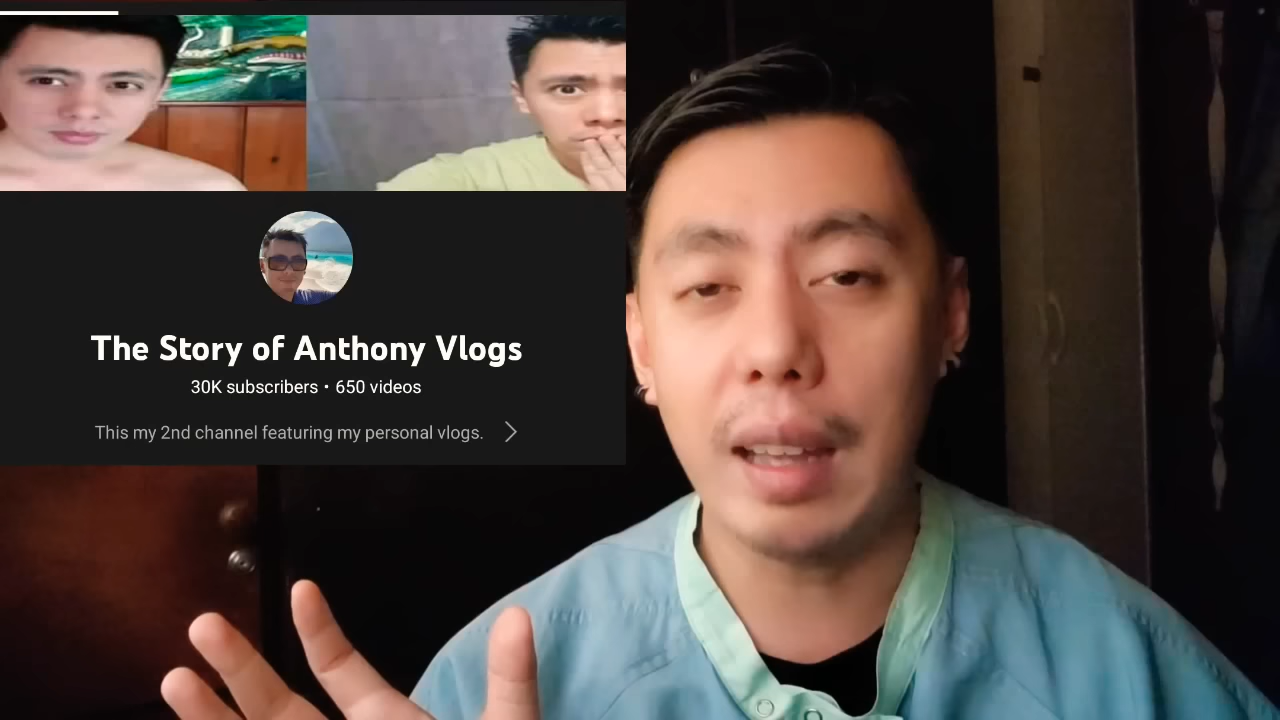 The Story of Anthony Vlogs
30K subscribers • 650 videos
This my 2nd channel featuring my personal vlogs.